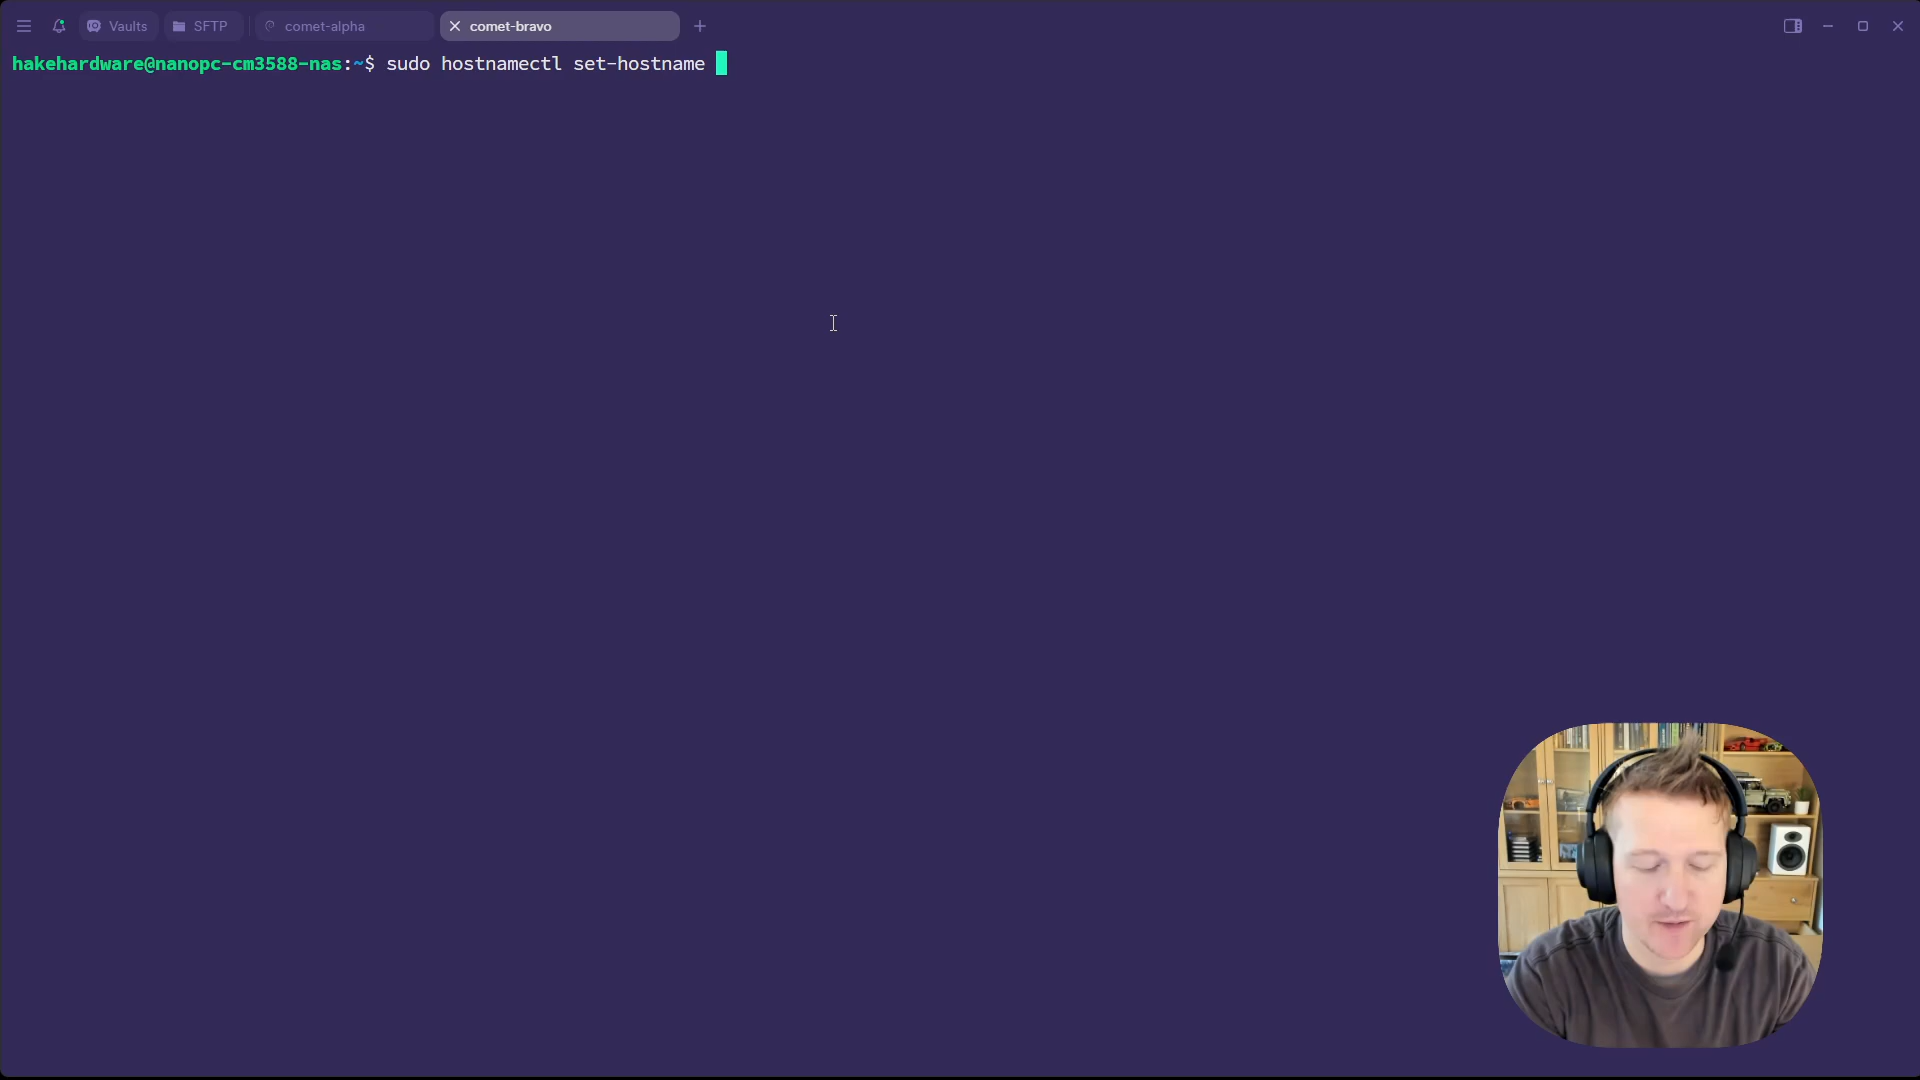 Vaults SFTP comet-alpha comet-bravo
hakehardware@nanopc-cm3588-nas:~$ sudo hostnamectl set-hostname